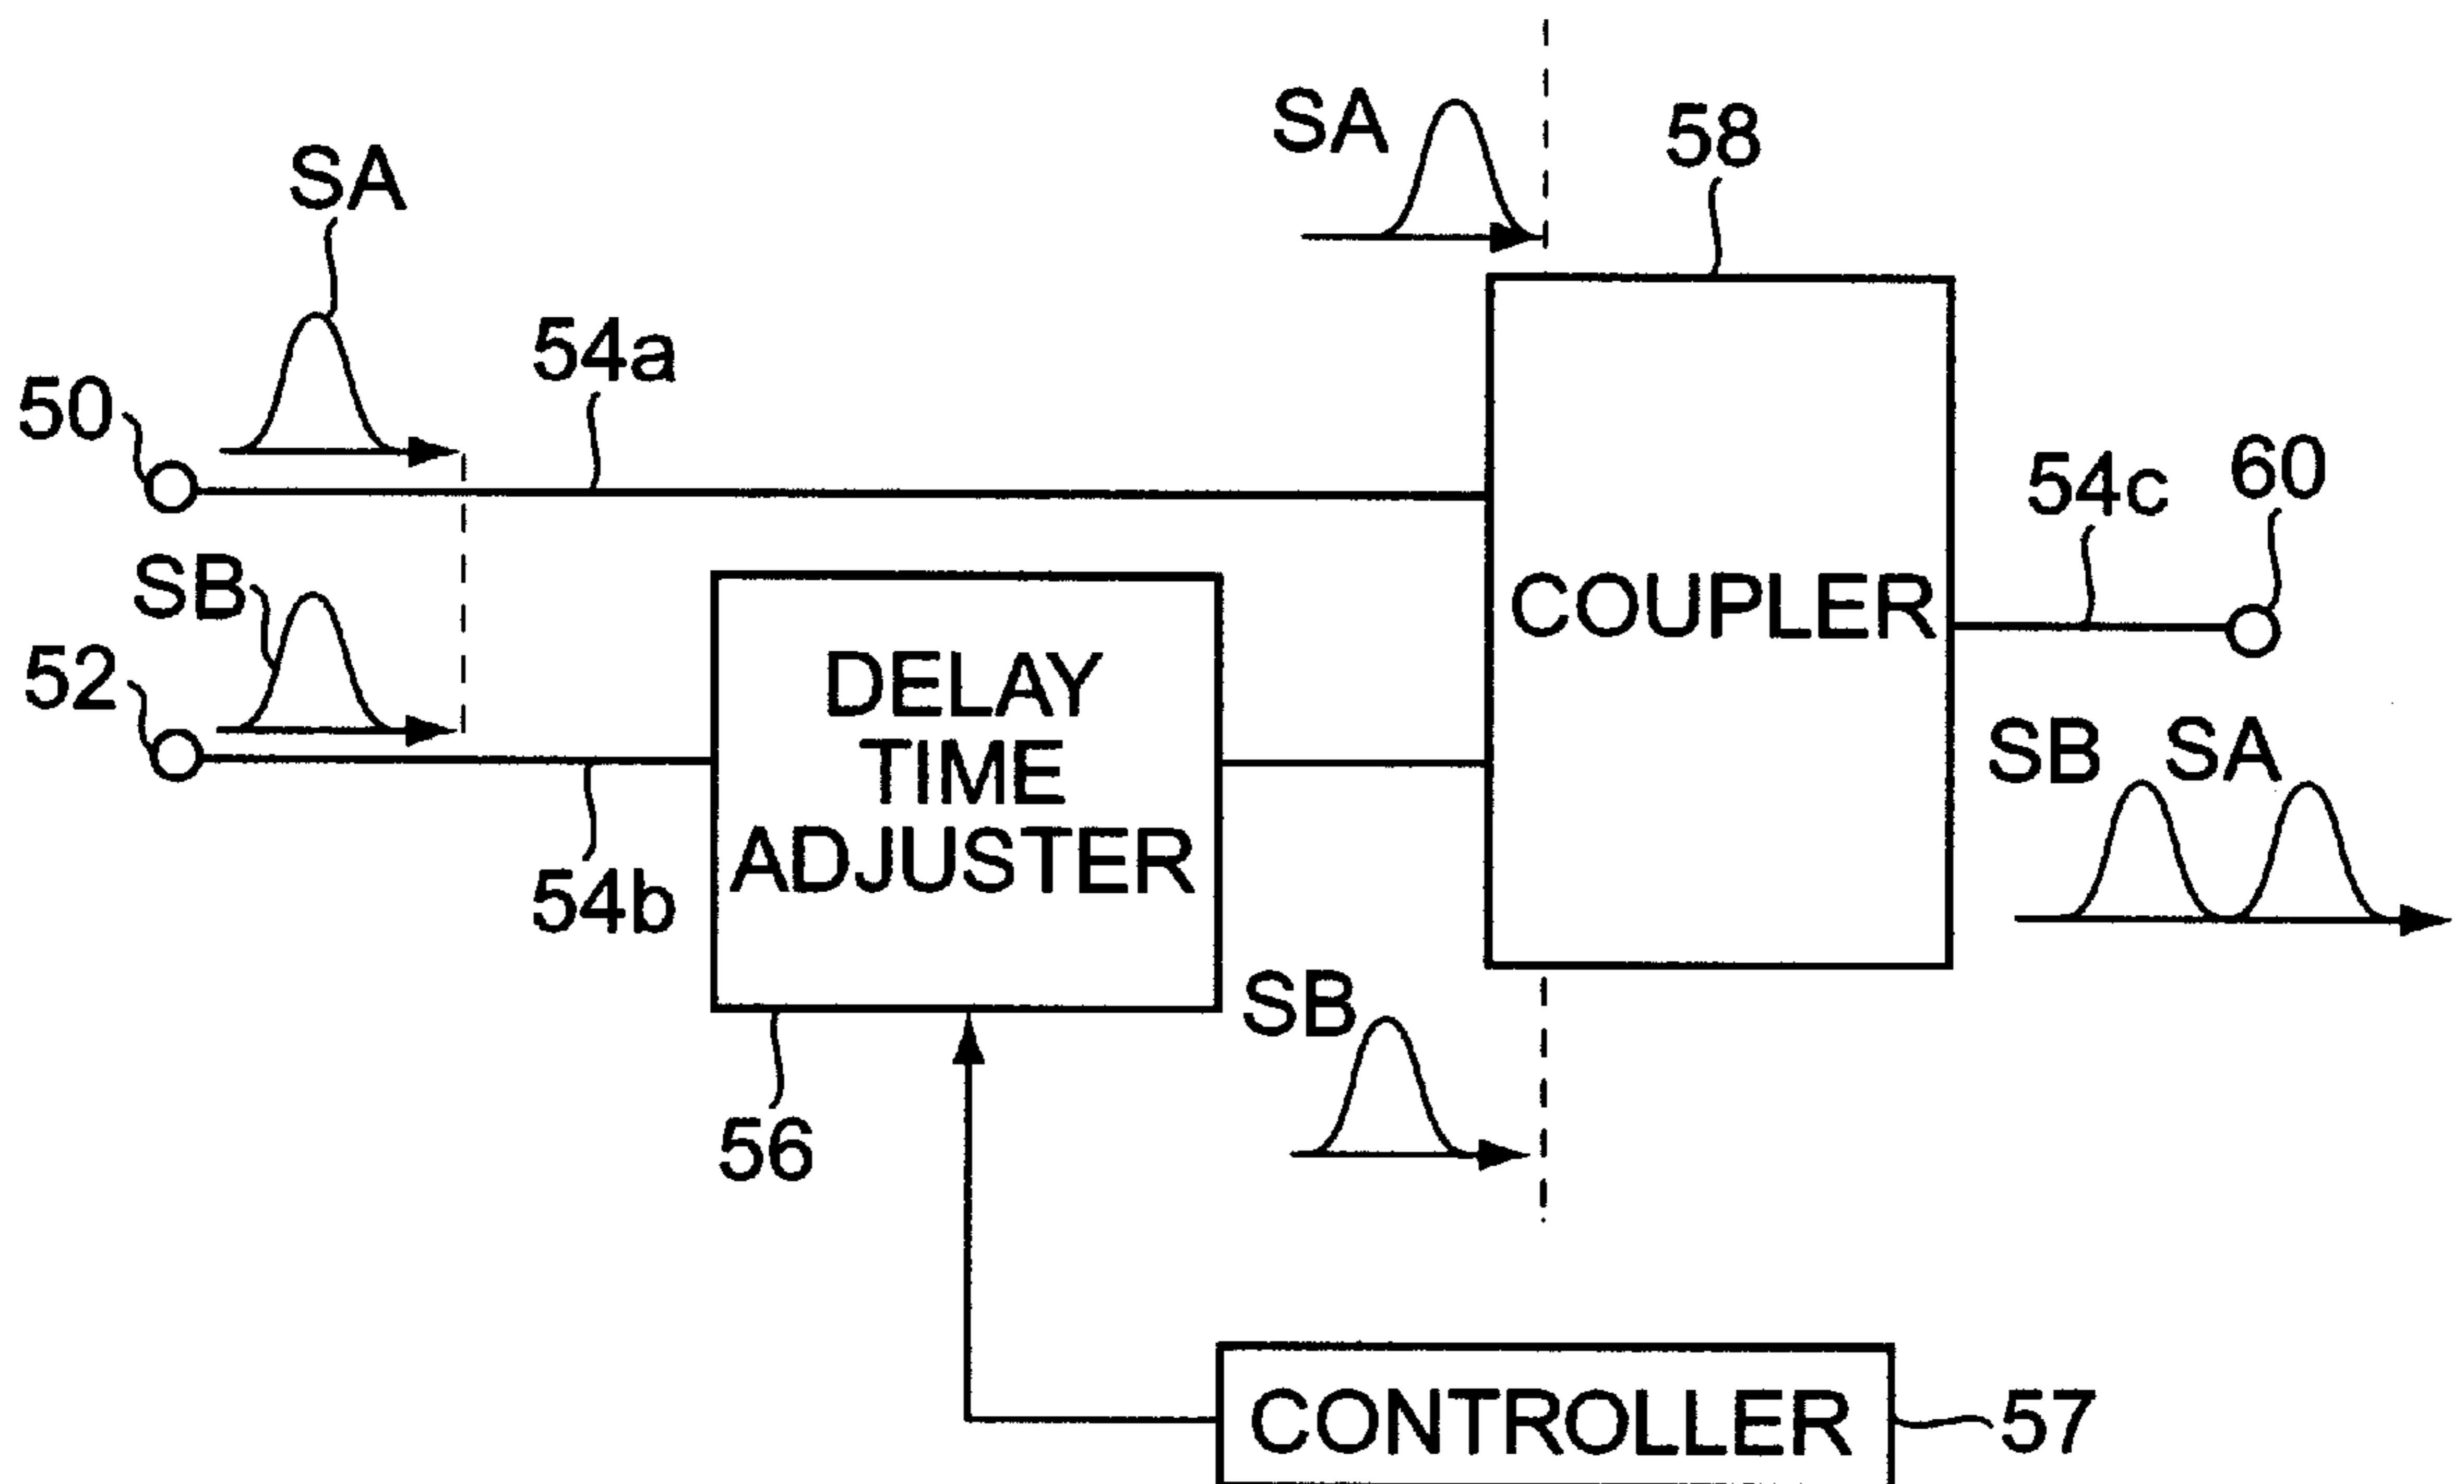 SA
58
SA
54a
50
60
54c
SB
COUPLER
52
DELAY
TIME
ADJUSTER
SB SA
54b
SB
56
CONTROLLER
57